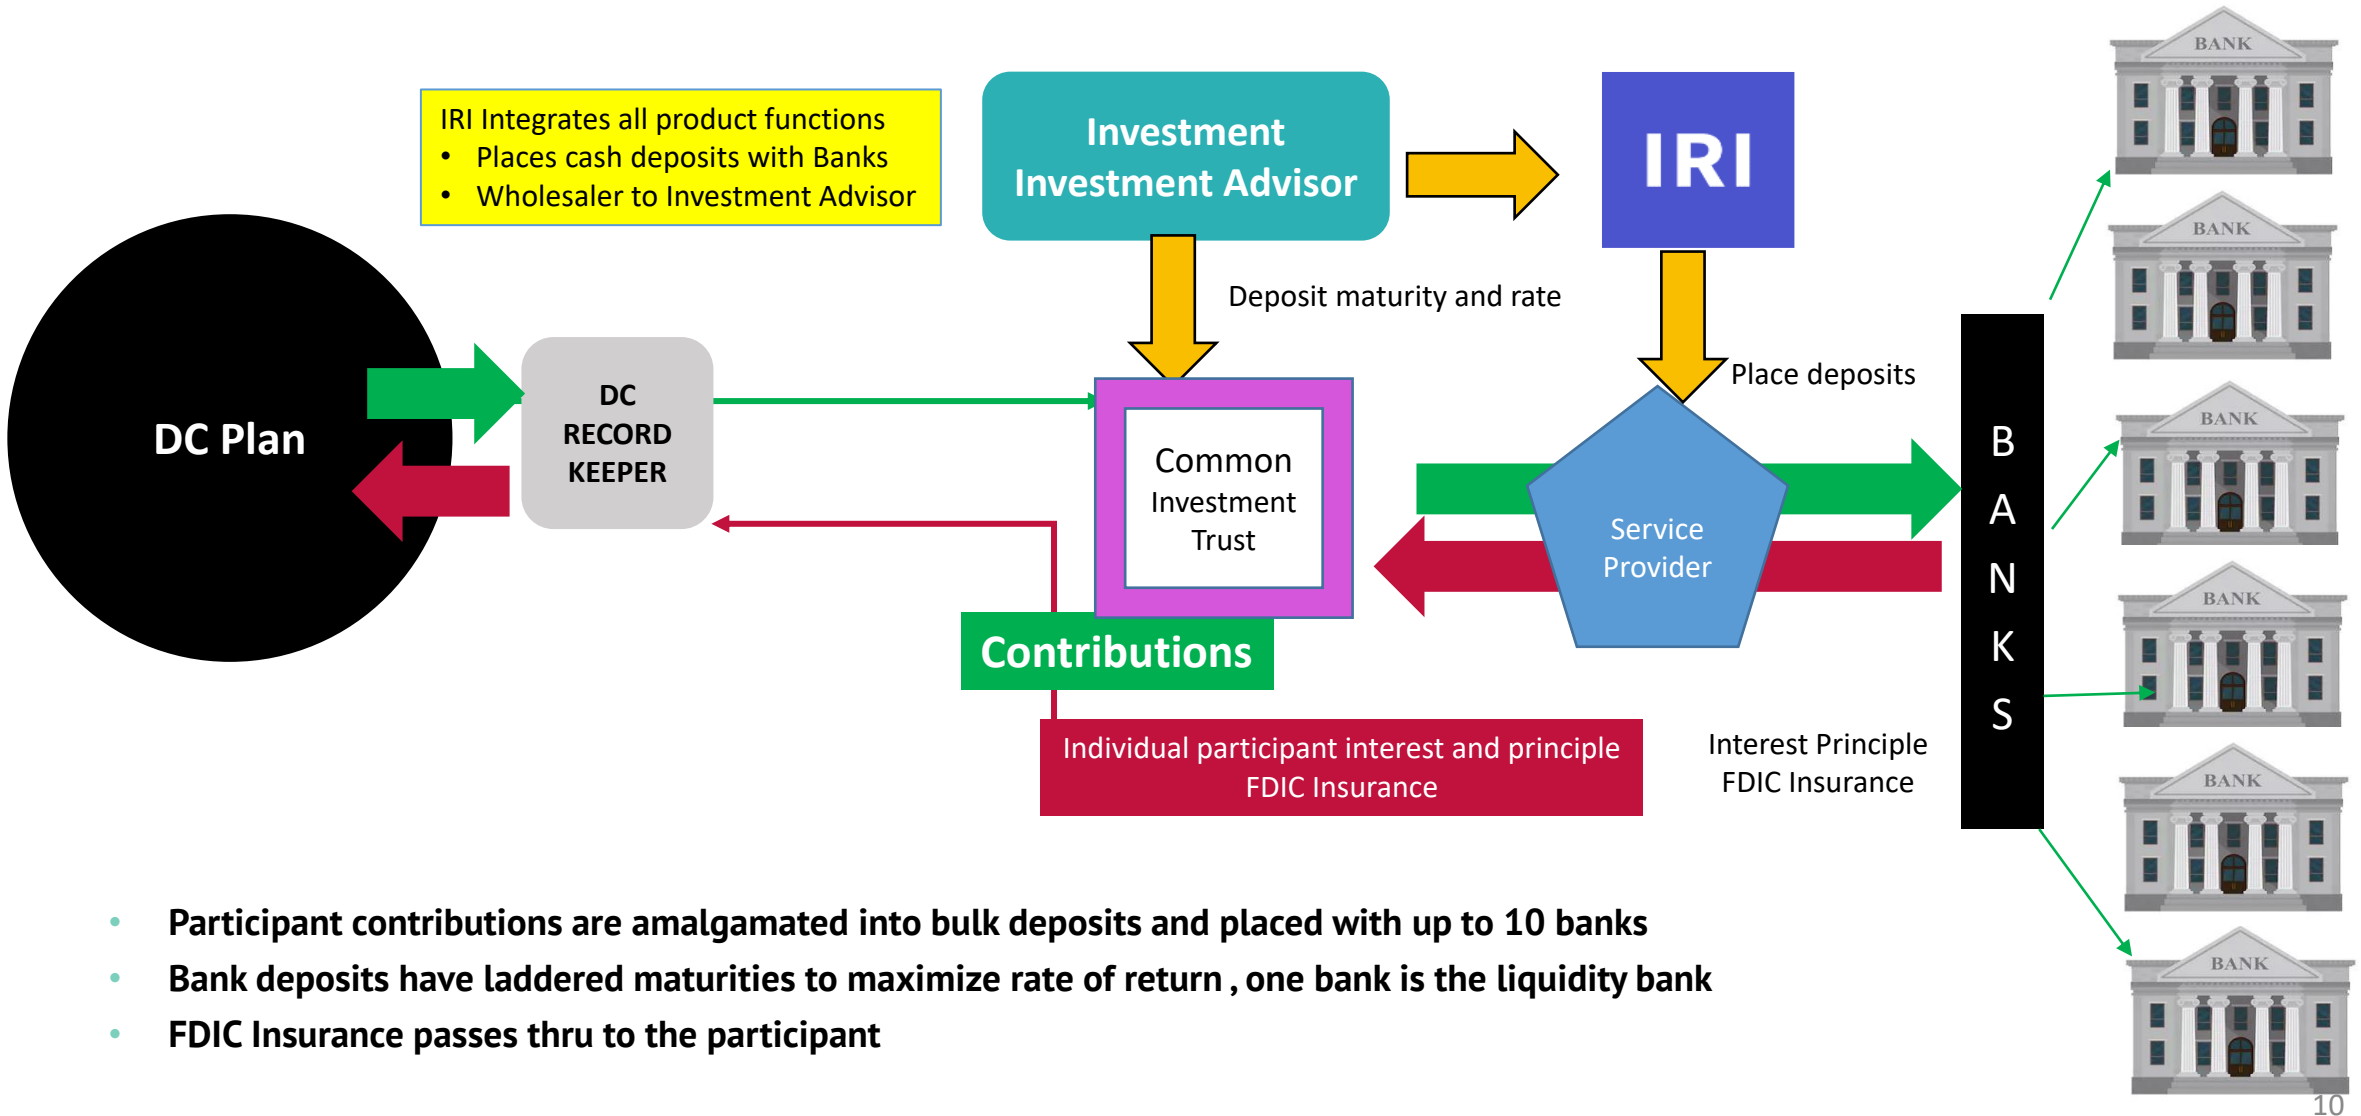 IRI Integrates all product functions
• Places cash deposits with Banks
• Wholesaler to Investment Advisor
Investment
Investment Advisor
IRI
Deposit maturity and rate
Place deposits
DC Plan
DC
RECORD
KEEPER
Common
Investment
Trust
Service
Provider
B
A
N
K
S
Contributions
Individual participant interest and principle
FDIC Insurance
Interest Principle
FDIC Insurance
BANK
BANK
BANK
BANK
BANK
BANK
• Participant contributions are amalgamated into bulk deposits and placed with up to 10 banks
• Bank deposits have laddered maturities to maximize rate of return , one bank is the liquidity bank
• FDIC Insurance passes thru to the participant
10